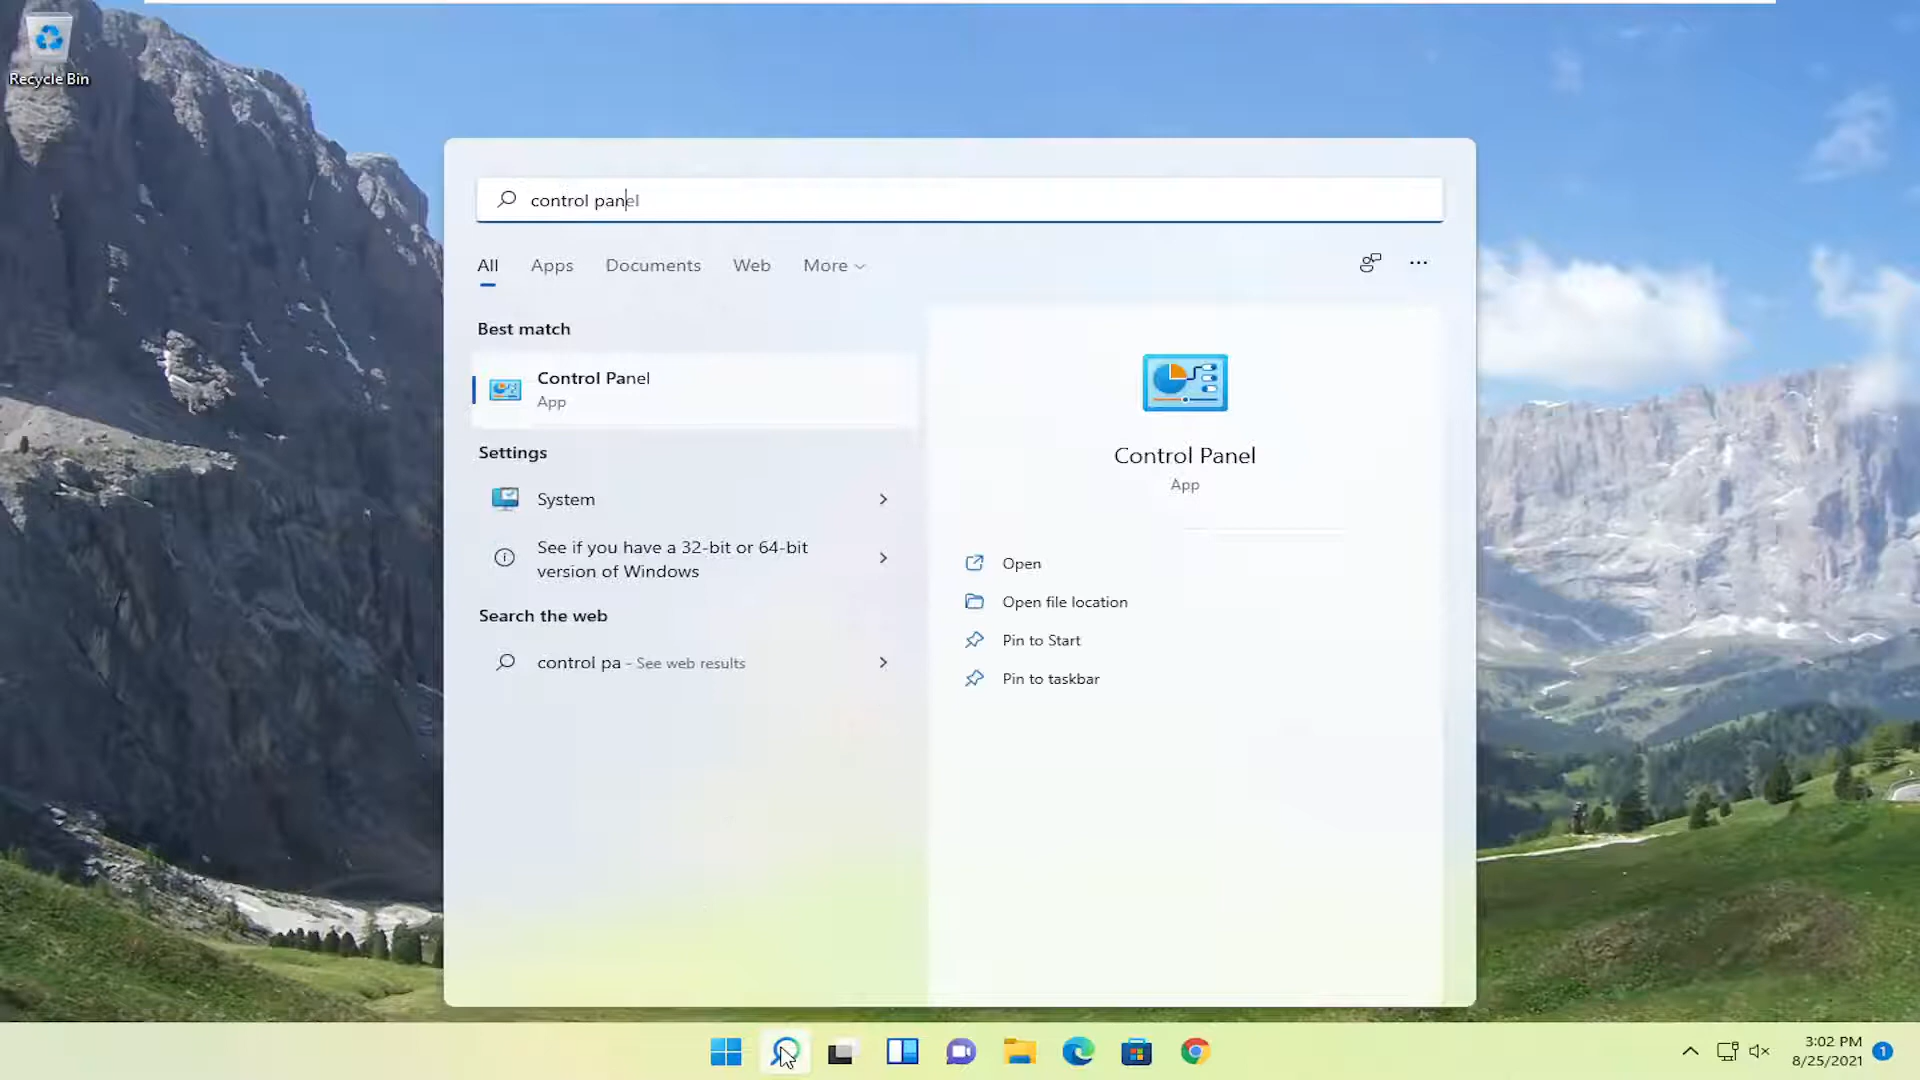 Recycle Bin
control panel
All Apps Documents Web More
Best match
Control Panel
App
Settings
System
See if you have a 32-bit or 64-bit
version of Windows
Search the web
control pa - See web results
Control Panel
App
Open
Open file location
Pin to Start
Pin to taskbar
3:02 PM
8/25/2021
1